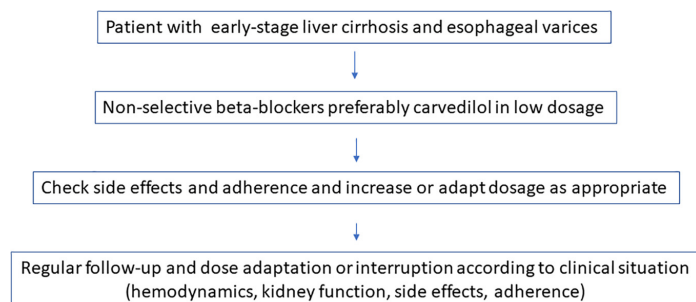 Patient with early-stage liver cirrhosis and esophageal varices
Non-selective beta-blockers preferably carvedilol in low dosage
Check side effects and adherence and increase or adapt dosage as appropriate
Regular follow-up and dose adaptation or interruption according to clinical situation
(hemodynamics, kidney function, side effects, adherence)